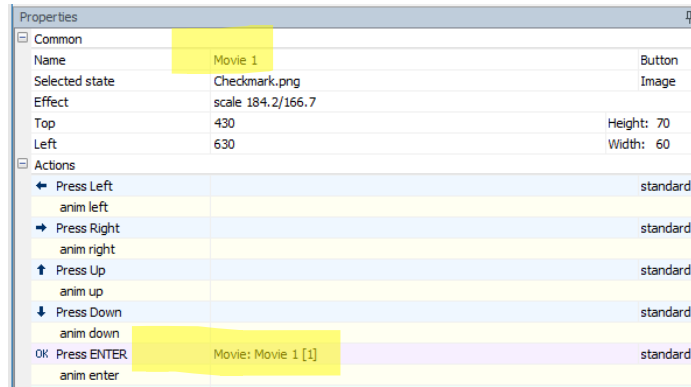 Properties
Common
Name Movie 1 Button
Selected state Checkmark.png Image
Effect scale 184.2/166.7
Top 430 Height: 70
Left 630 Width: 60
Actions
Press Left standard
anim left
Press Right standard
anim right
Press Up standard
anim up
Press Down standard
anim down
OK Press ENTER Movie: Movie 1 [1] standard
anim enter